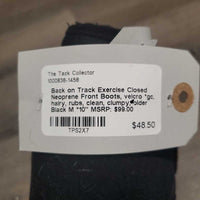 The Tack Collector
1000838-1458
Back on Track Exercise Closed
Neoprene Front Boots, velcro *gc,
hairy, rubs, clean, clumpy, older
Black M *10" MSRP: $99.00
TPS2X7
$48.50